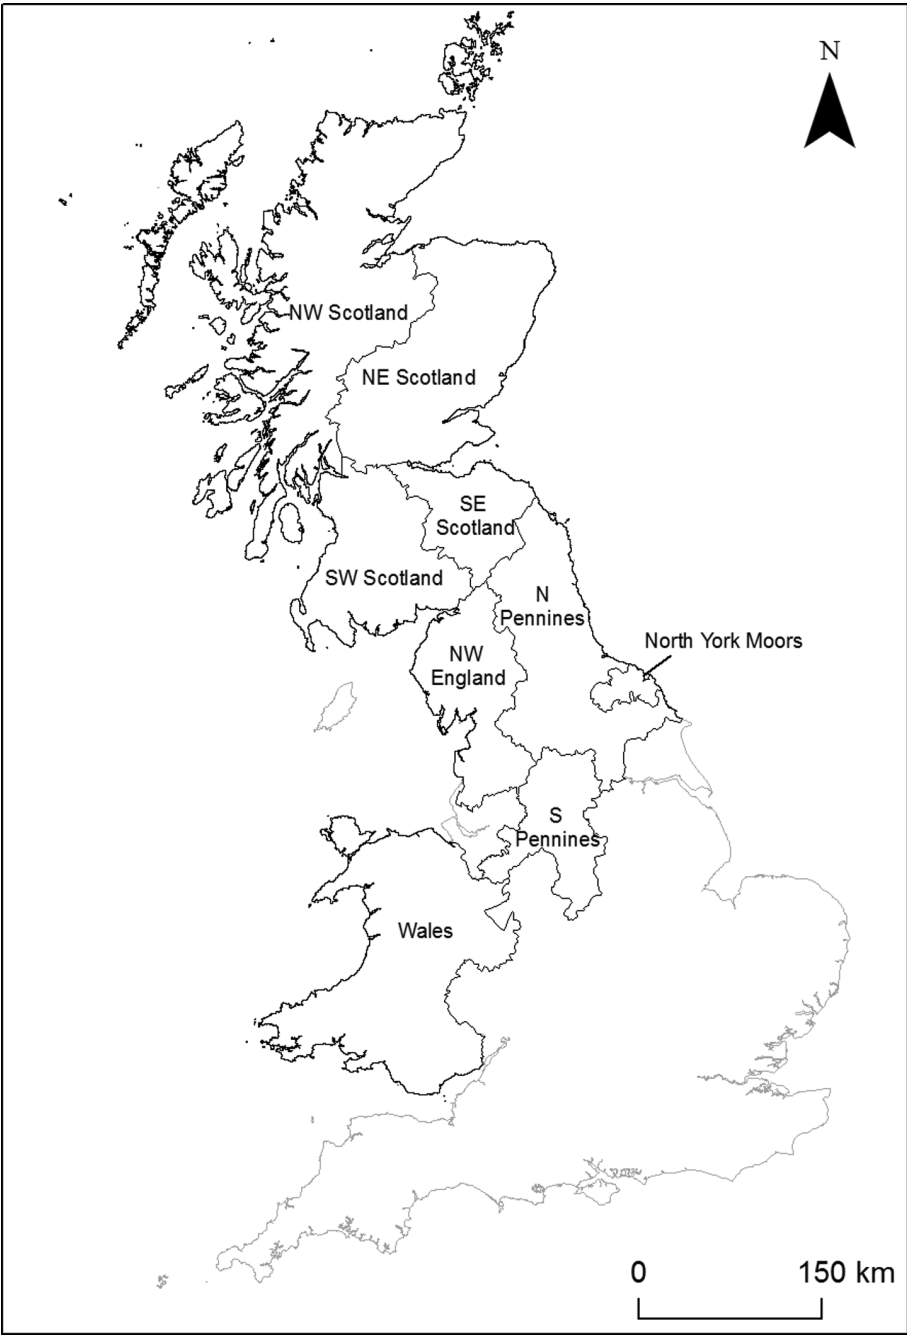 N
NW Scotland
NE Scotland
SE
Scotland
SW Scotland
N
Pennines
North York Moors
NW
England
S
Pennines
Wales
0 150 km